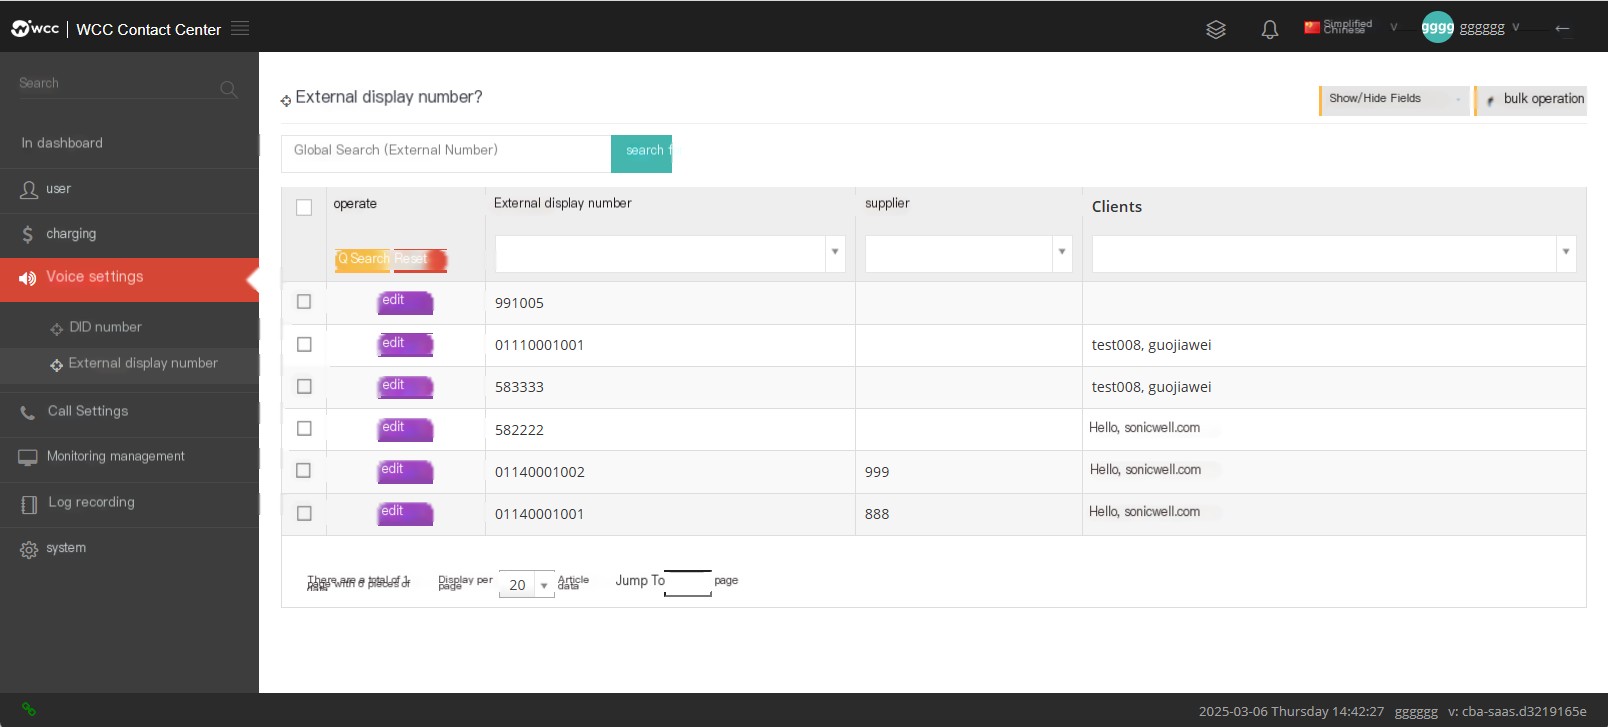 wcc | WCC Contact Center
Simplified Chinese
gggg gggggg
Search
In dashboard
user
charging
Voice settings
DID number
External display number
Call Settings
Monitoring management
Log recording
system
External display number?
Show/Hide Fields
bulk operation
Global Search (External Number)
search
operate External display number supplier Clients
Search Reset
edit 991005
edit 01110001001 test008, guojiawei
edit 583333 test008, guojiawei
edit 582222 Hello, sonicwell.com
edit 01140001002 999 Hello, sonicwell.com
edit 01140001001 888 Hello, sonicwell.com
There are a total of 1
page with 6 pieces of
data
Display per page 20 Article data Jump To page
2025-03-06 Thursday 14:42:27 gggggg v: cba-saas.d3219165e